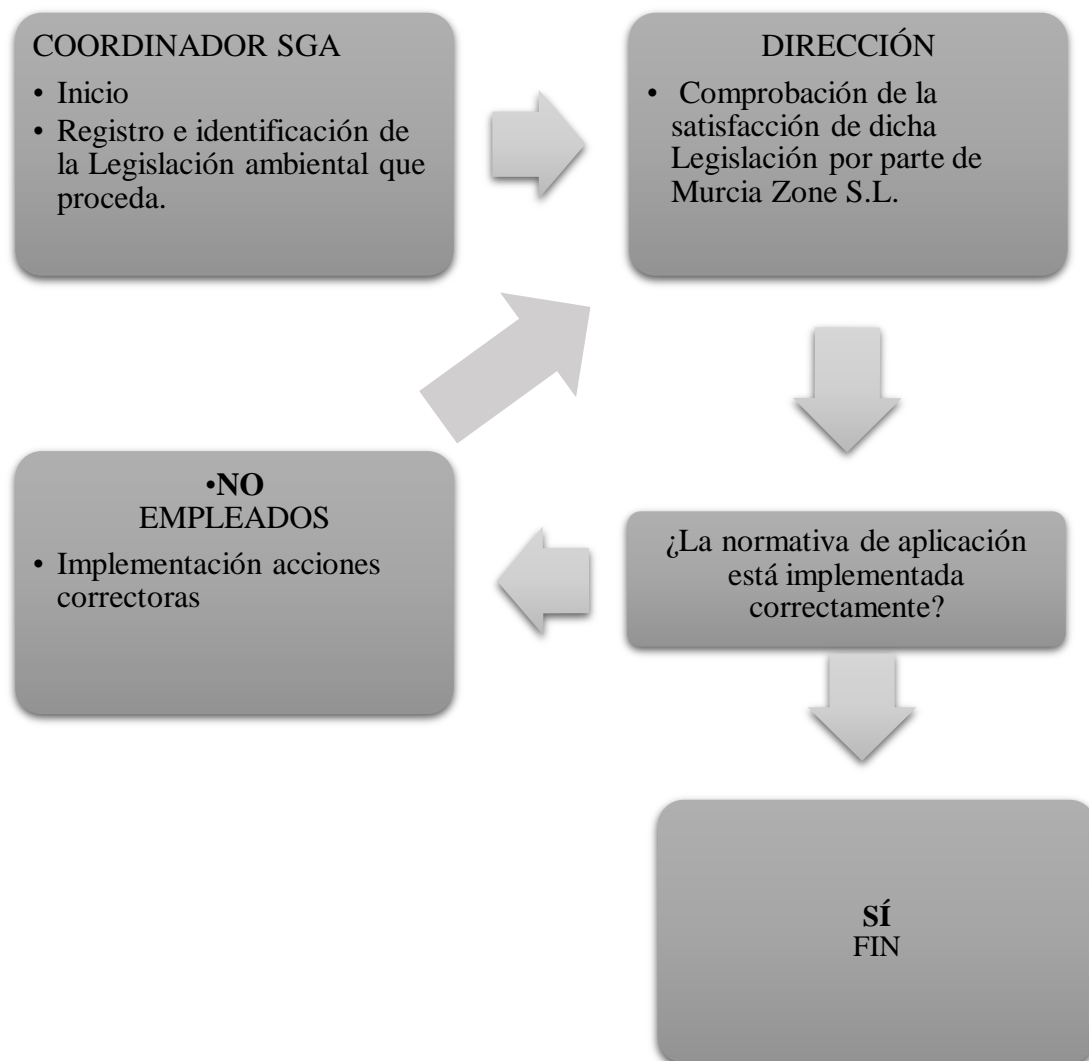 COORDINADOR SGA
• Inicio
• Registro e identificación de
la Legislación ambiental que
proceda.
DIRECCIÓN
• Comprobación de la
satisfacción de dicha
Legislación por parte de
Murcia Zone S.L.
¿La normativa de aplicación
está implementada
correctamente?
•NO
EMPLEADOS
• Implementación acciones
correctoras
SÍ
FIN